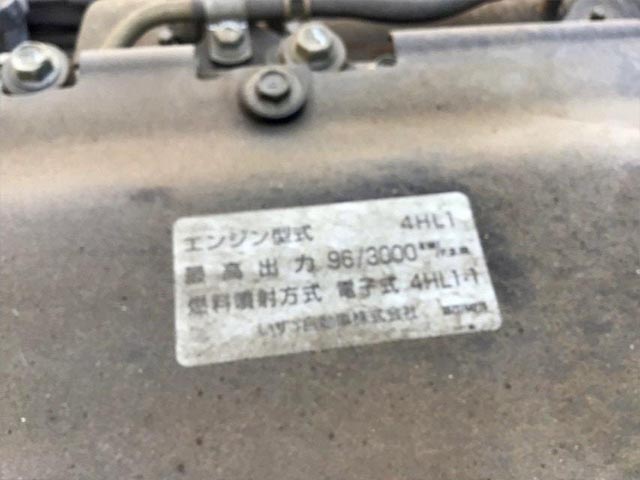 エンジン型式 4HL1
最高出力 96/3000
燃料噴射方式 電子式 4HL1-1
いすゞ自動車株式会社